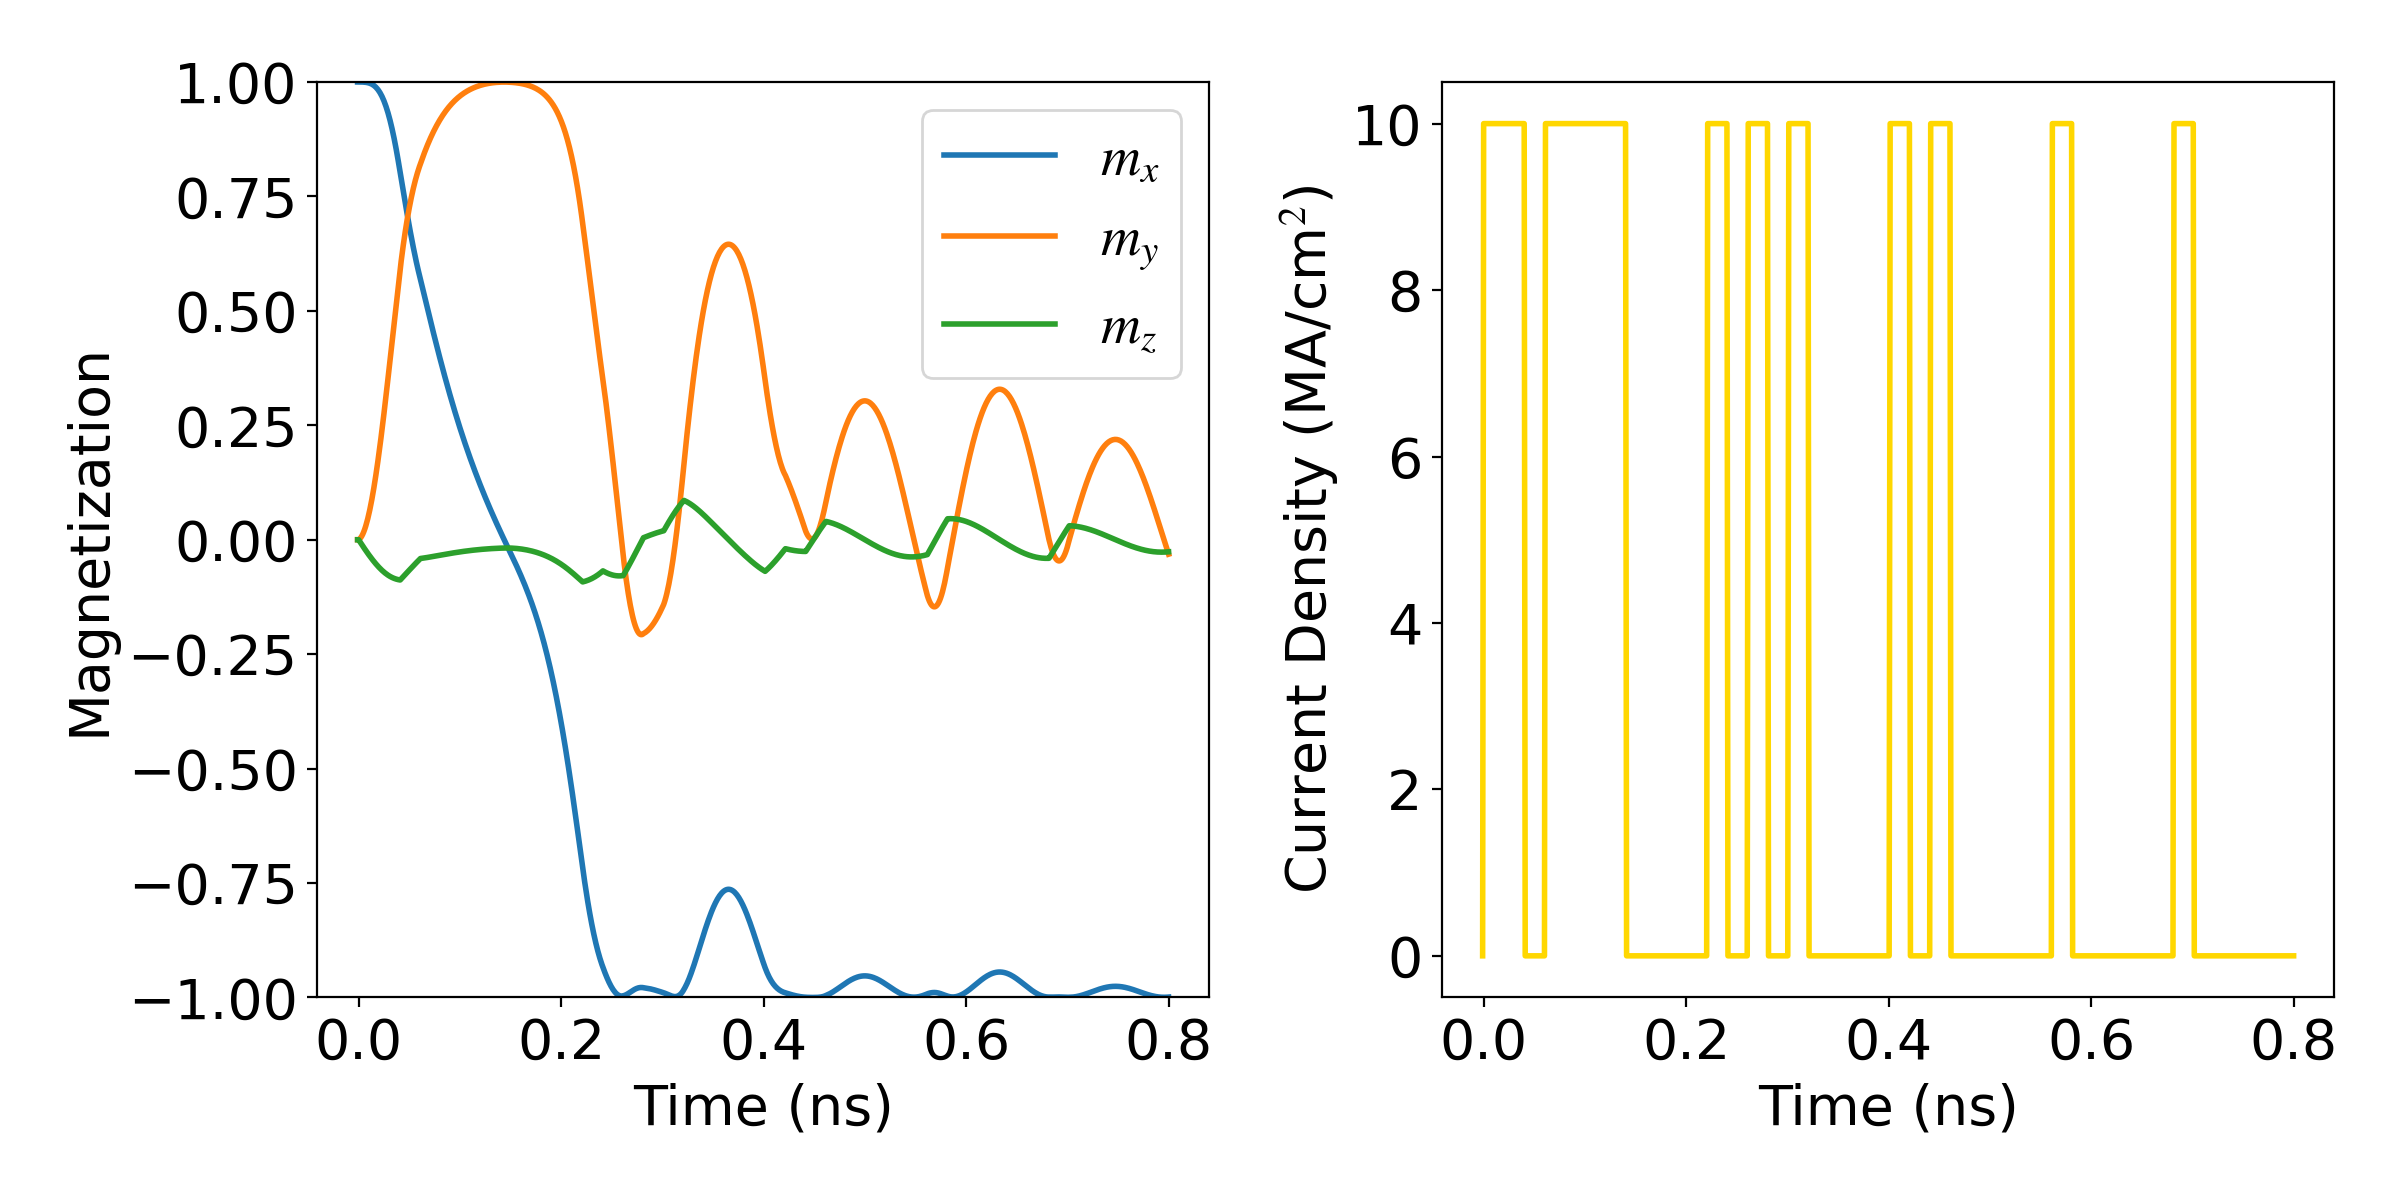 1.00
0.75
0.50
0.25
0.00
−0.25
−0.50
−0.75
−1.00
Magnetization
0.0 0.2 0.4 0.6 0.8
Time (ns)
m_x
m_y
m_z
10
8
6
4
2
0
Current Density (MA/cm²)
0.0 0.2 0.4 0.6 0.8
Time (ns)